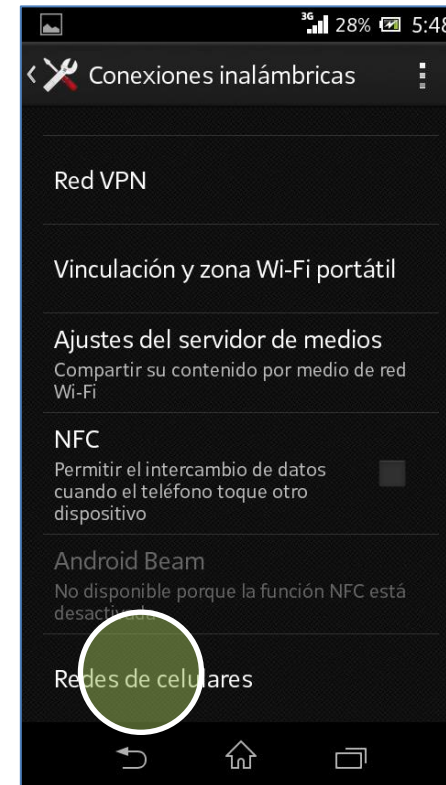 3G 28% 5:48
Conexiones inalámbricas
Red VPN
Vinculación y zona Wi-Fi portátil
Ajustes del servidor de medios
Compartir su contenido por medio de red
Wi-Fi
NFC
Permitir el intercambio de datos
cuando el teléfono toque otro
dispositivo
Android Beam
No disponible porque la función NFC está
desactivada
Redes de celulares